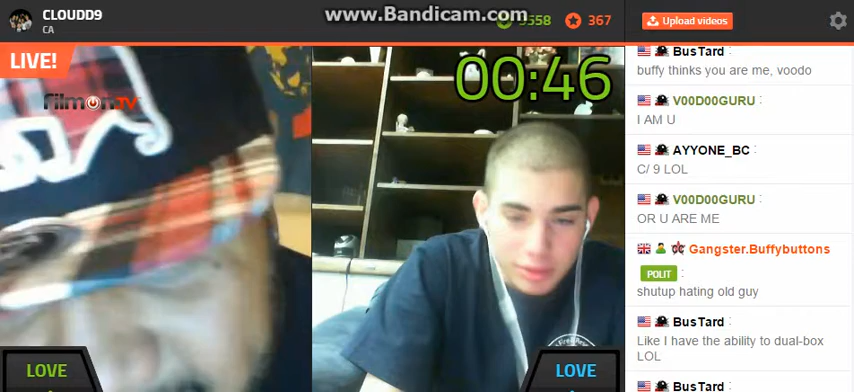 CLOUDD9
CA
www.Bandicam.com
367
Upload videos
LIVE!
FilmOn.TV
00:46
LOVE
LOVE
BusTard :
buffy thinks you are me, voodo
V00D00GURU :
I AM U
AYYONE_BC :
C/ 9 LOL
V00D00GURU :
OR U ARE ME
Gangster.Buffybuttons
POLIT :
shutup hating old guy
BusTard :
Like I have the ability to dual-box
LOL
BusTard :